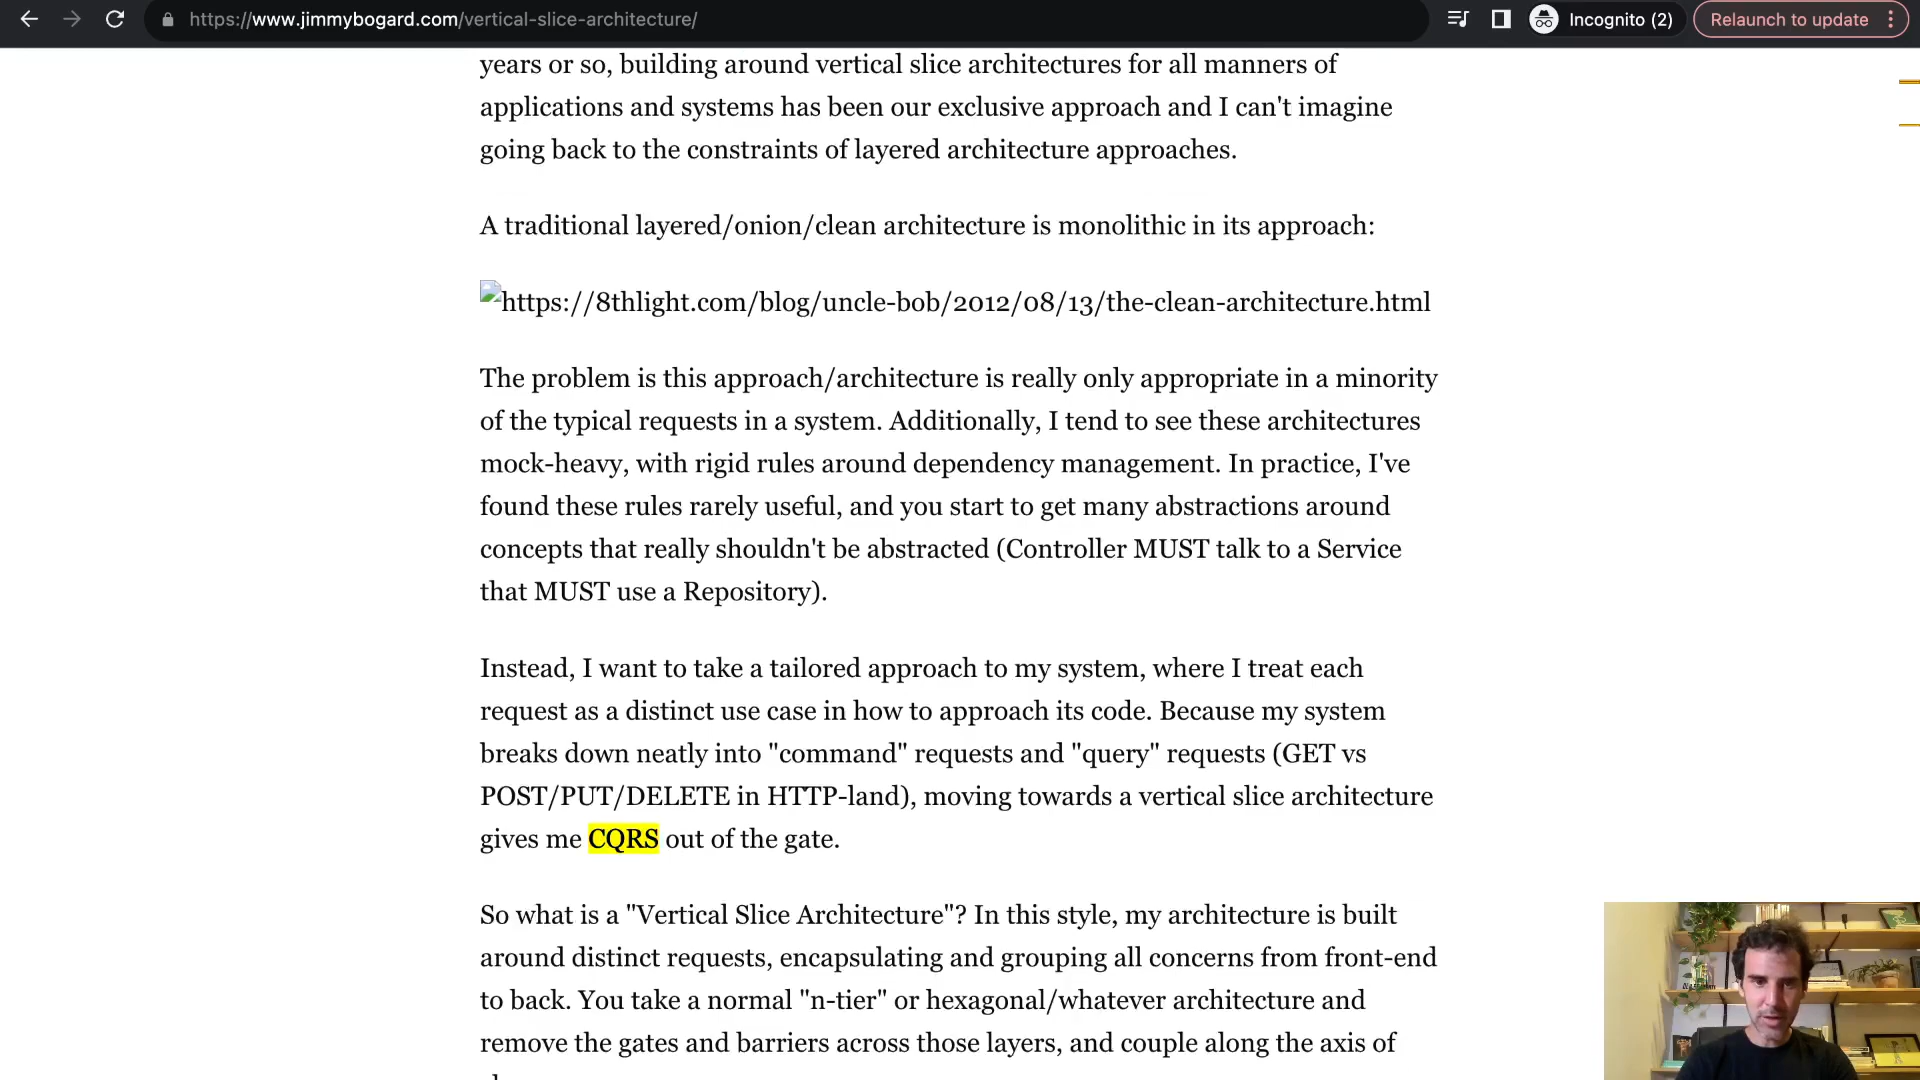 https://www.jimmybogard.com/vertical-slice-architecture/
Incognito (2)
Relaunch to update
years or so, building around vertical slice architectures for all manners of
applications and systems has been our exclusive approach and I can't imagine
going back to the constraints of layered architecture approaches.
A traditional layered/onion/clean architecture is monolithic in its approach:
https://8thlight.com/blog/uncle-bob/2012/08/13/the-clean-architecture.html
The problem is this approach/architecture is really only appropriate in a minority
of the typical requests in a system. Additionally, I tend to see these architectures
mock-heavy, with rigid rules around dependency management. In practice, I've
found these rules rarely useful, and you start to get many abstractions around
concepts that really shouldn't be abstracted (Controller MUST talk to a Service
that MUST use a Repository).
Instead, I want to take a tailored approach to my system, where I treat each
request as a distinct use case in how to approach its code. Because my system
breaks down neatly into "command" requests and "query" requests (GET vs
POST/PUT/DELETE in HTTP-land), moving towards a vertical slice architecture
gives me CQRS out of the gate.
So what is a "Vertical Slice Architecture"? In this style, my architecture is built
around distinct requests, encapsulating and grouping all concerns from front-end
to back. You take a normal "n-tier" or hexagonal/whatever architecture and
remove the gates and barriers across those layers, and couple along the axis of